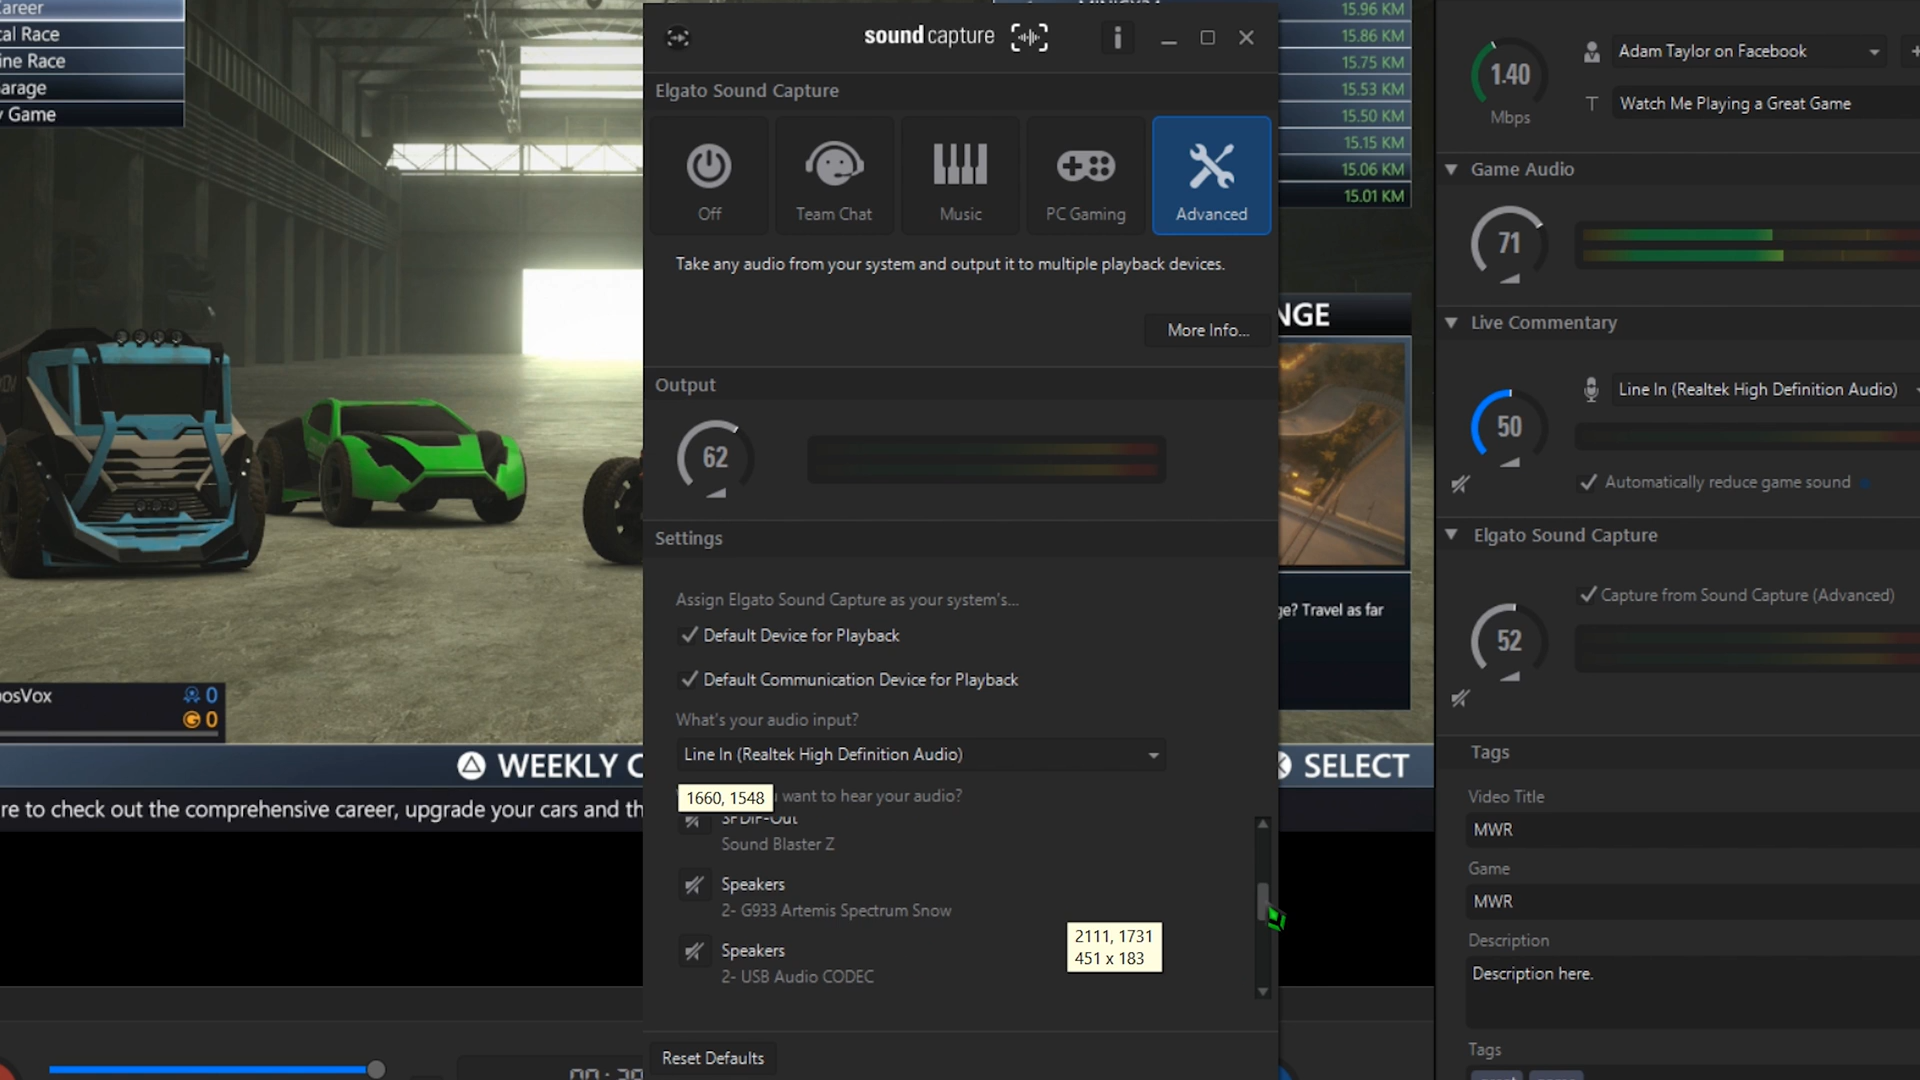 areer
cal Race
ine Race
arage
y Game
osVox
0
0
WEEKLY C
re to check out the comprehensive career, upgrade your cars and th
sound capture
Elgato Sound Capture
Off
Team Chat
Music
PC Gaming
Advanced
Take any audio from your system and output it to multiple playback devices.
More Info...
Output
62
Settings
Assign Elgato Sound Capture as your system's...
Default Device for Playback
Default Communication Device for Playback
What's your audio input?
Line In (Realtek High Definition Audio)
1660, 1548
want to hear your audio?
SPDIF-Out
Sound Blaster Z
Speakers
2- G933 Artemis Spectrum Snow
Speakers
2- USB Audio CODEC
2111, 1731
451 x 183
Reset Defaults
15.96 KM
15.86 KM
15.75 KM
15.53 KM
15.50 KM
15.15 KM
15.06 KM
15.01 KM
NGE
ge? Travel as far
SELECT
1.40
Mbps
Adam Taylor on Facebook
Watch Me Playing a Great Game
Game Audio
71
Live Commentary
50
Line In (Realtek High Definition Audio)
Automatically reduce game sound
Elgato Sound Capture
Capture from Sound Capture (Advanced)
52
Tags
Video Title
MWR
Game
MWR
Description
Description here.
Tags